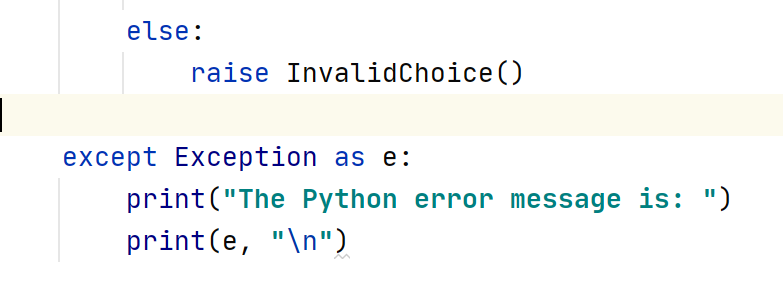 else:
raise InvalidChoice()
except Exception as e:
print("The Python error message is: ")
print(e, "\n")